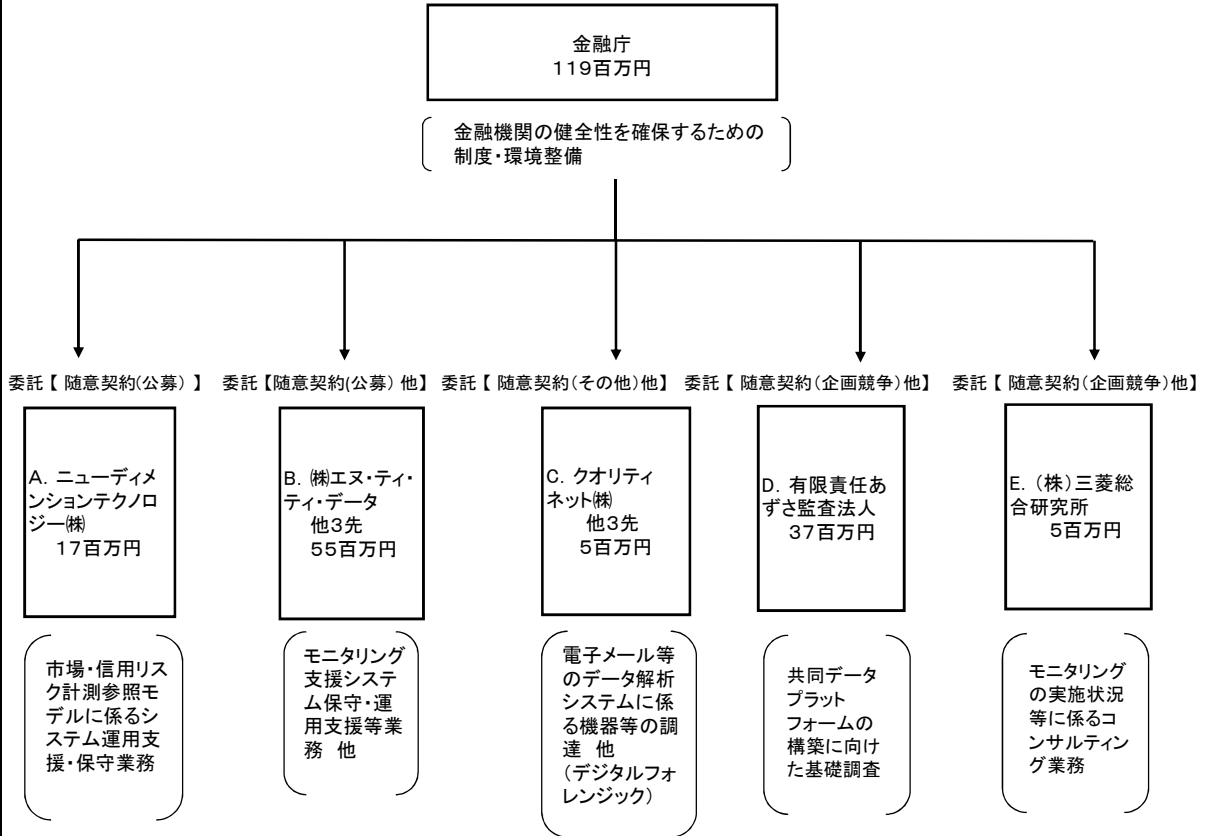 金融庁
119百万円
金融機関の健全性を確保するための
制度・環境整備
委託【 随意契約(公募) 】
委託【随意契約(公募) 他】
委託【 随意契約(その他)他】
委託【 随意契約(企画競争)他】
委託【 随意契約(企画競争)他】
A. ニューディメ
ンションテクノロ
ジー㈱
17百万円
B. ㈱エヌ・ティ・
ティ・データ
他3先
55百万円
C. クオリティ
ネット㈱
他3先
5百万円
D. 有限責任あ
ずさ監査法人
37百万円
E. (株)三菱総
合研究所
5百万円
市場・信用リス
ク計測参照モ
デルに係るシ
ステム運用支
援・保守業務
モニタリング
支援システ
ム保守・運
用支援等業
務 他
電子メール等
のデータ解析
システムに係
る機器等の調
達 他
(デジタルフォ
レンジック)
共同データ
プラット
フォームの
構築に向け
た基礎調査
モニタリング
の実施状況
等に係るコ
ンサルティン
グ業務